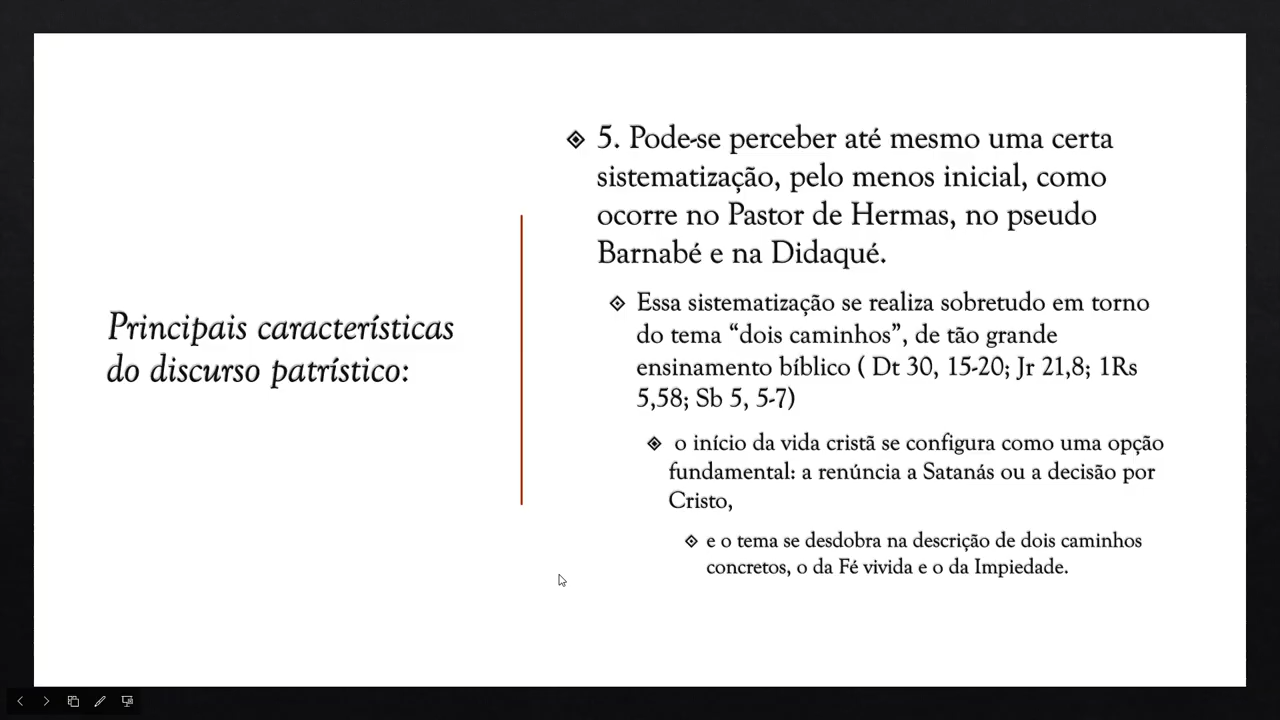 Principais características
do discurso patrístico:
5. Pode-se perceber até mesmo uma certa
sistematização, pelo menos inicial, como
ocorre no Pastor de Hermas, no pseudo
Barnabé e na Didaqué.
Essa sistematização se realiza sobretudo em torno
do tema “dois caminhos”, de tão grande
ensinamento bíblico ( Dt 30, 15-20; Jr 21,8; 1Rs
5,58; Sb 5, 5-7)
o início da vida cristã se configura como uma opção
fundamental: a renúncia a Satanás ou a decisão por
Cristo,
e o tema se desdobra na descrição de dois caminhos
concretos, o da Fé vivida e o da Impiedade.